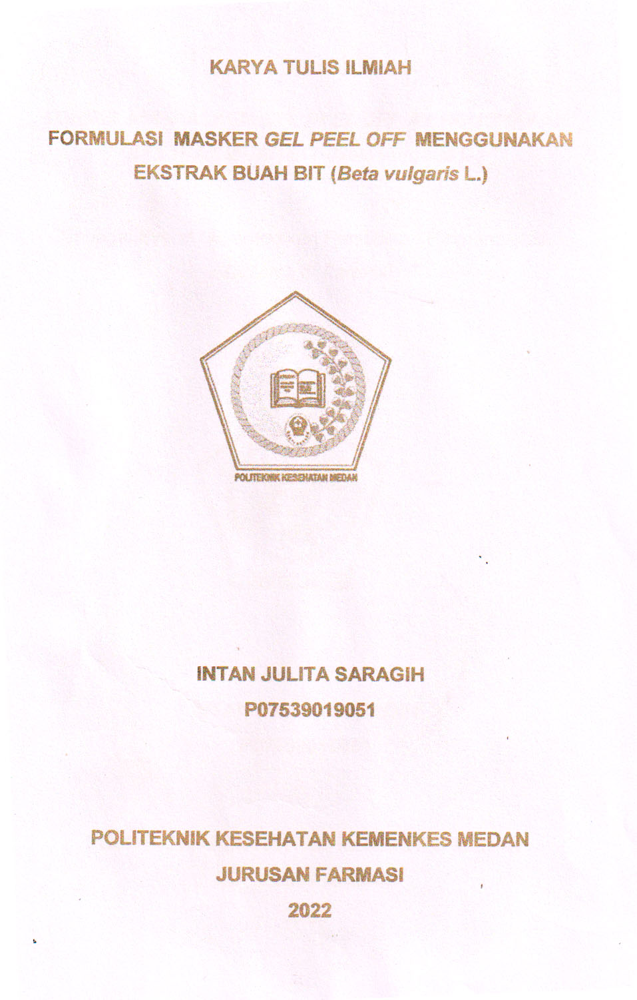 KARYA TULIS ILMIAH
FORMULASI MASKER GEL PEEL OFF MENGGUNAKAN
EKSTRAK BUAH BIT (Beta vulgaris L.)
POLITEKNIK KESEHATAN MEDAN
INTAN JULITA SARAGIH
P07539019051
POLITEKNIK KESEHATAN KEMENKES MEDAN
JURUSAN FARMASI
2022